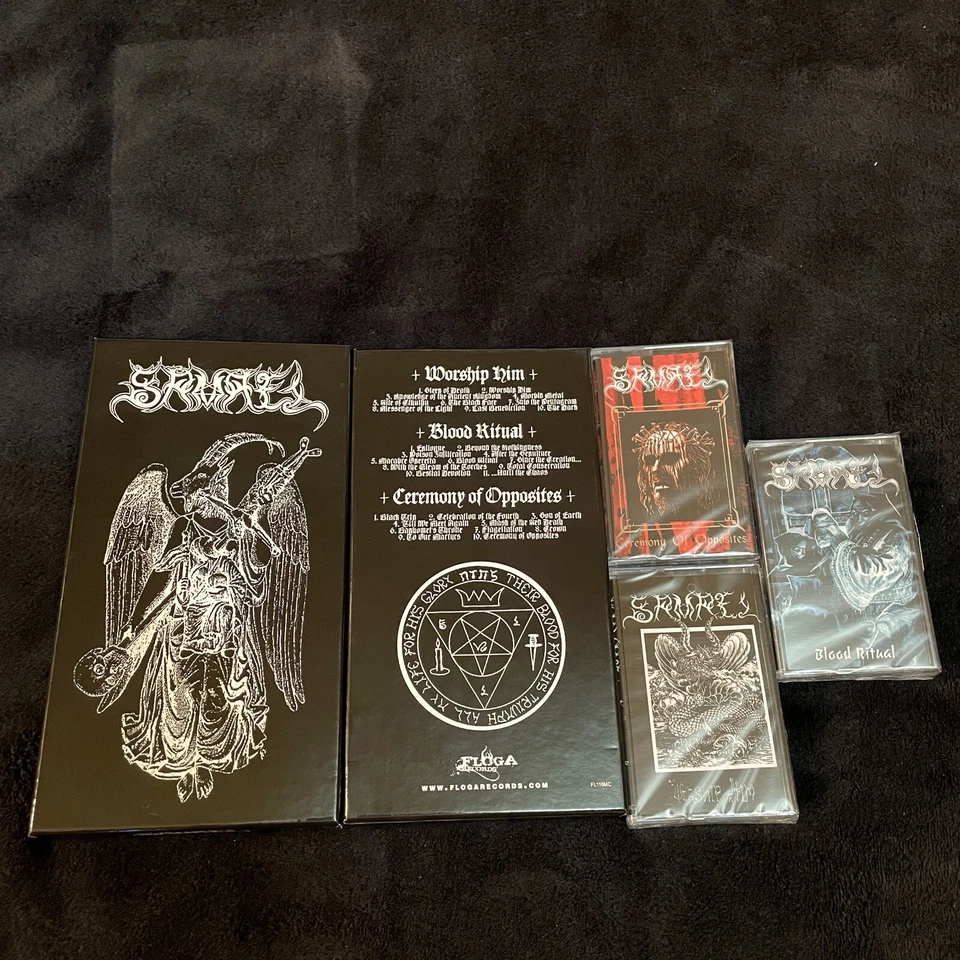 SAMAEL
+ Worship Him +
1. Sleep of Death 2. Worship Him
3. Knowledge of the Ancient Kingdom 4. Morbid Metal
5. Rite of Cthulhu 6. The Black Face 7. Into the Pentagram
8. Messenger of the Light 9. Last Benediction 10. The Dark
+ Blood Ritual +
1. Epilogue 2. Beyond the Nothingness
3. Poison Infiltration 4. After the Sepulture
5. Macabre Operetta 6. Blood Ritual 7. Since the Creation...
8. With the Gleam of the Torches 9. Total Consecration
10. Bestial Devotion 11. ...Until the Chaos
+ Ceremony of Opposites +
1. Black Trip 2. Celebration of the Fourth 3. Son of Earth
4. 'Till We Meet Again 5. Mask of the Red Death
6. Baphomet's Throne 7. Flagellation 8. Crown
9. To Our Martyrs 10. Ceremony of Opposites
ALL MY LIFE FOR HIS GLORY THEIR BLOOD FOR HIS TRIUMPH
FLOGA
RECORDS
WWW.FLOGARECORDS.COM
FL119MC
SAMAEL
Ceremony Of Opposites
SAMAEL
Worship Him
SAMAEL
Blood Ritual